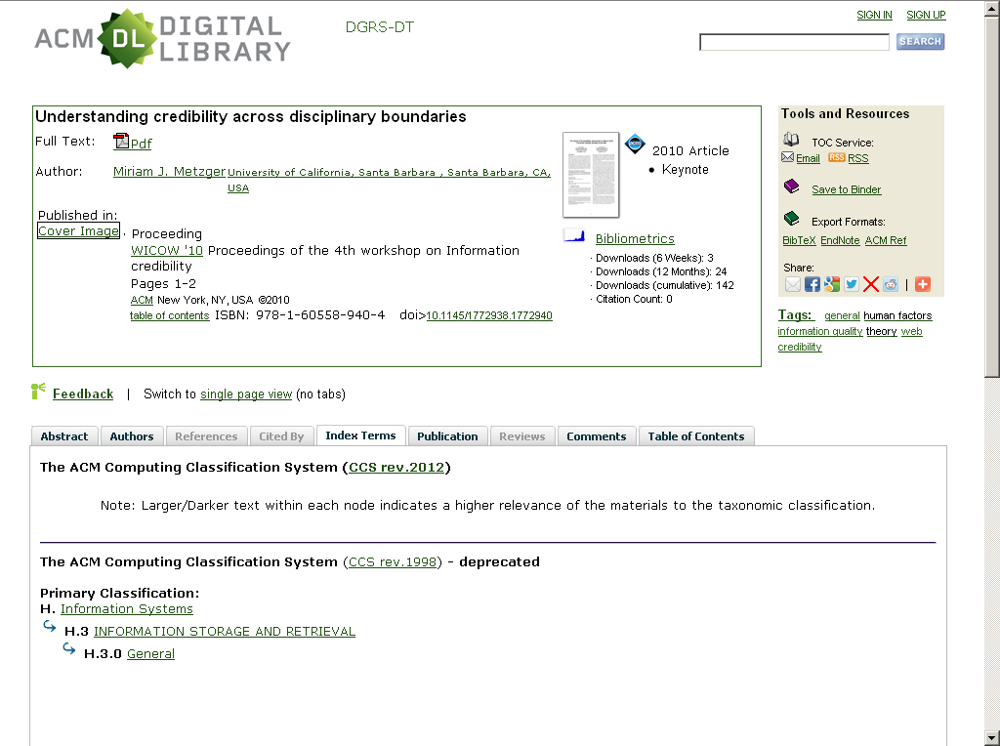 ACM DL DIGITAL LIBRARY
DGRS-DT
SIGN IN SIGN UP
SEARCH
Understanding credibility across disciplinary boundaries
Full Text: Pdf
Author: Miriam J. Metzger University of California, Santa Barbara , Santa Barbara, CA,
USA
Published in:
Cover Image · Proceeding
WICOW '10 Proceedings of the 4th workshop on Information
credibility
Pages 1-2
ACM New York, NY, USA ©2010
table of contents ISBN: 978-1-60558-940-4 doi>10.1145/1772938.1772940
2010 Article
• Keynote
Bibliometrics
· Downloads (6 Weeks): 3
· Downloads (12 Months): 24
· Downloads (cumulative): 142
· Citation Count: 0
Tools and Resources
TOC Service:
Email RSS RSS
Save to Binder
Export Formats:
BibTeX EndNote ACM Ref
Share:
|
Tags: general human factors
information quality theory web
credibility
Feedback | Switch to single page view (no tabs)
Abstract Authors References Cited By Index Terms Publication Reviews Comments Table of Contents
The ACM Computing Classification System (CCS rev.2012)
Note: Larger/Darker text within each node indicates a higher relevance of the materials to the taxonomic classification.
The ACM Computing Classification System (CCS rev.1998) - deprecated
Primary Classification:
H. Information Systems
H.3 INFORMATION STORAGE AND RETRIEVAL
H.3.0 General